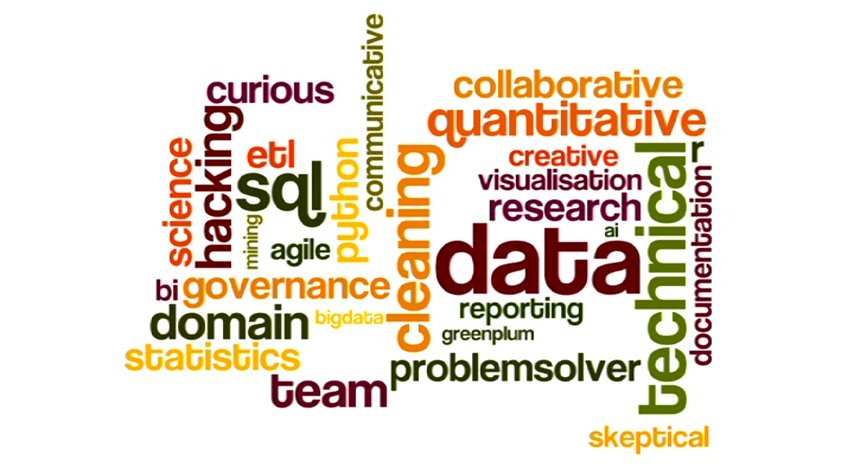 communicative
curious
collaborative
hacking
quantitative
science
etl
python
cleaning
creative
technical
r
sql
visualisation
documentation
research
mining
agile
ai
data
bi
governance
reporting
domain
bigdata
greenplum
statistics
problemsolver
team
skeptical